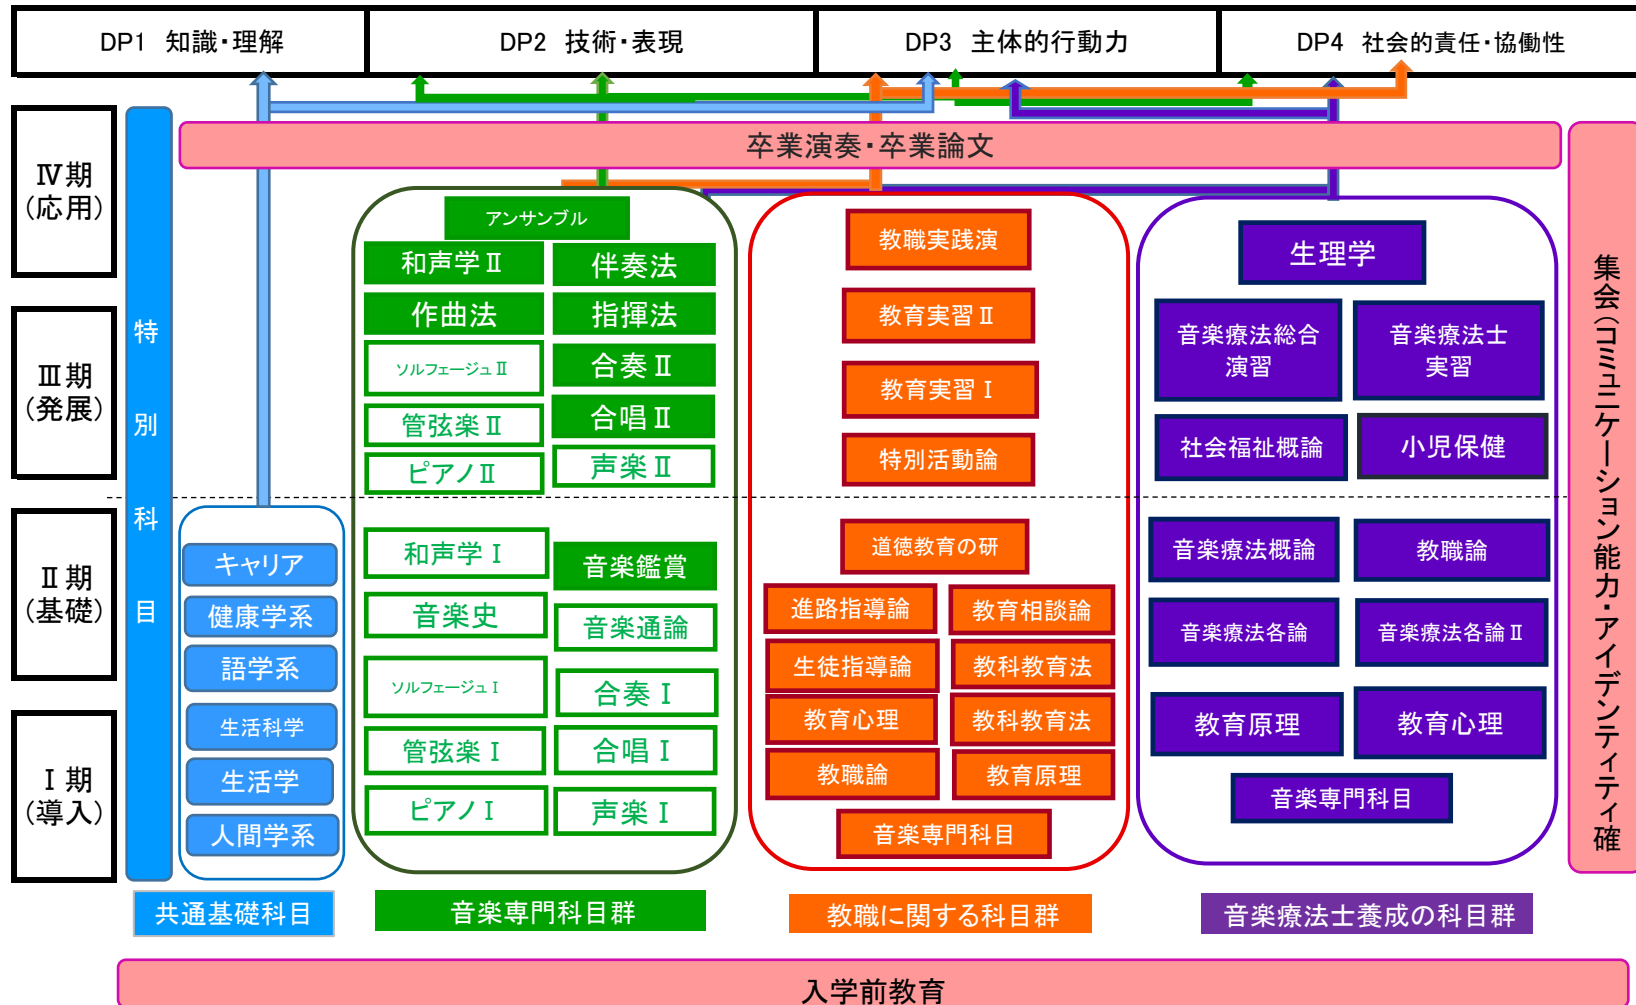 DP1 知識・理解
DP2 技術・表現
DP3 主体的行動力
DP4 社会的責任・協働性
卒業演奏・卒業論文
Ⅳ期
(応用)
Ⅲ期
(発展)
Ⅱ期
(基礎)
Ⅰ期
(導入)
特
別
科
目
キャリア
健康学系
語学系
生活科学
生活学
人間学系
共通基礎科目
アンサンブル
和声学Ⅱ
伴奏法
作曲法
指揮法
ソルフェージュⅡ
合奏Ⅱ
管弦楽Ⅱ
合唱Ⅱ
ピアノⅡ
声楽Ⅱ
和声学Ⅰ
音楽鑑賞
音楽史
音楽通論
ソルフェージュⅠ
合奏Ⅰ
管弦楽Ⅰ
合唱Ⅰ
ピアノⅠ
声楽Ⅰ
音楽専門科目群
教職実践演
教育実習Ⅱ
教育実習Ⅰ
特別活動論
道徳教育の研
進路指導論
教育相談論
生徒指導論
教科教育法
教育心理
教科教育法
教職論
教育原理
音楽専門科目
教職に関する科目群
生理学
音楽療法総合
演習
音楽療法士
実習
社会福祉概論
小児保健
音楽療法概論
教職論
音楽療法各論
音楽療法各論Ⅱ
教育原理
教育心理
音楽専門科目
音楽療法士養成の科目群
集会(コミュニケーション能力・アイデンティティ確
入学前教育